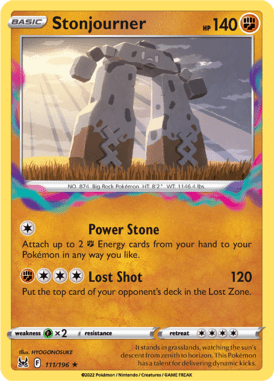 BASIC Stonjourner HP 140
NO. 874 Big Rock Pokémon HT: 8'2" WT: 1146.4 lbs.
Power Stone
Attach up to 2 Energy cards from your hand to your
Pokémon in any way you like.
Lost Shot 120
Put the top card of your opponent's deck in the Lost Zone.
weakness ×2 resistance retreat
Illus. HYOGONOSUKE
111/196 ★
It stands in grasslands, watching the sun's
descent from zenith to horizon. This Pokémon
has a talent for delivering dynamic kicks.
©2022 Pokémon / Nintendo / Creatures / GAME FREAK